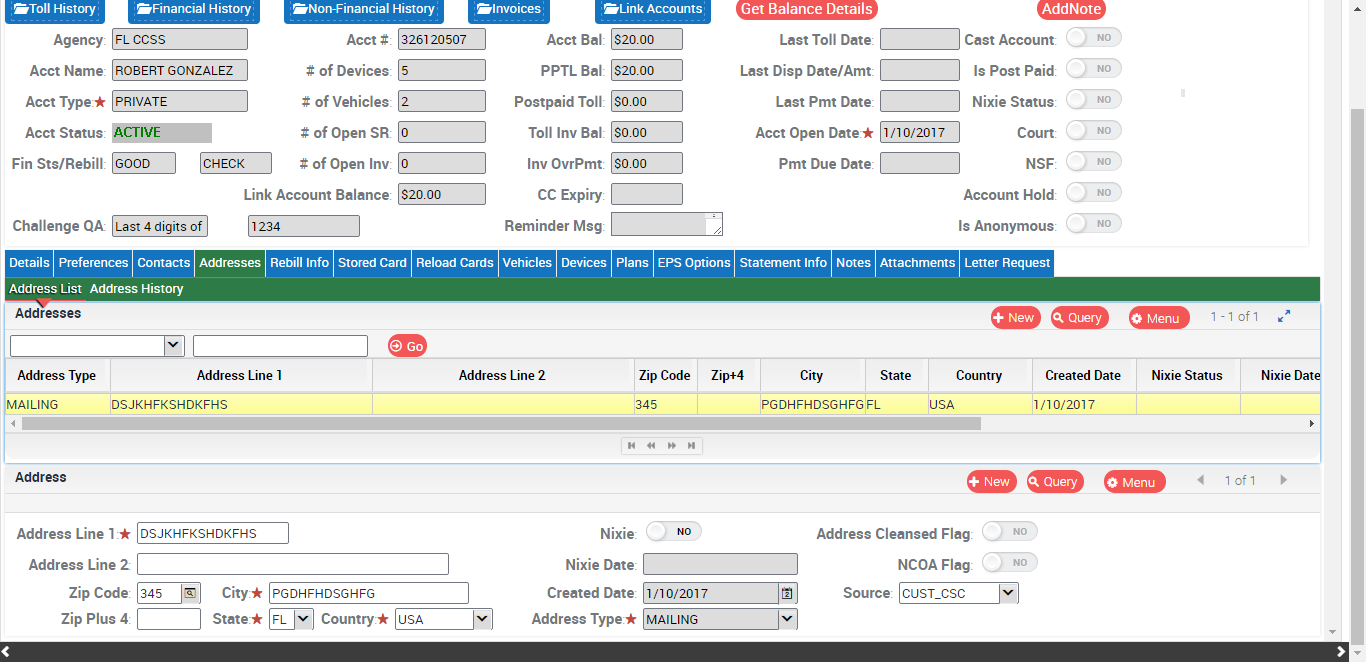 Toll History Financial History Non-Financial History Invoices Link Accounts Get Balance Details AddNote
Agency: FL CCSS Acct #: 326120507 Acct Bal: $20.00 Last Toll Date: Cast Account: NO
Acct Name: ROBERT GONZALEZ # of Devices: 5 PPTL Bal: $20.00 Last Disp Date/Amt: Is Post Paid: NO
Acct Type:★ PRIVATE # of Vehicles: 2 Postpaid Toll: $0.00 Last Pmt Date: Nixie Status: NO
Acct Status: ACTIVE # of Open SR: 0 Toll Inv Bal: $0.00 Acct Open Date:★ 1/10/2017 Court: NO
Fin Sts/Rebill: GOOD CHECK # of Open Inv: 0 Inv OvrPmt: $0.00 Pmt Due Date: NSF: NO
Link Account Balance: $20.00 CC Expiry: Account Hold: NO
Challenge QA: Last 4 digits of 1234 Reminder Msg: Is Anonymous: NO
Details Preferences Contacts Addresses Rebill Info Stored Card Reload Cards Vehicles Devices Plans EPS Options Statement Info Notes Attachments Letter Request
Address List Address History
Addresses New Query Menu 1 - 1 of 1
Go
Address Type Address Line 1 Address Line 2 Zip Code Zip+4 City State Country Created Date Nixie Status Nixie Date
MAILING DSJKHFKSHDKFHS 345 PGDHFHDSGHFG FL USA 1/10/2017
Address New Query Menu 1 of 1
Address Line 1:★ DSJKHFKSHDKFHS Nixie: NO Address Cleansed Flag: NO
Address Line 2: Nixie Date: NCOA Flag: NO
Zip Code: 345 City:★ PGDHFHDSGHFG Created Date: 1/10/2017 Source: CUST_CSC
Zip Plus 4: State:★ FL Country:★ USA Address Type:★ MAILING